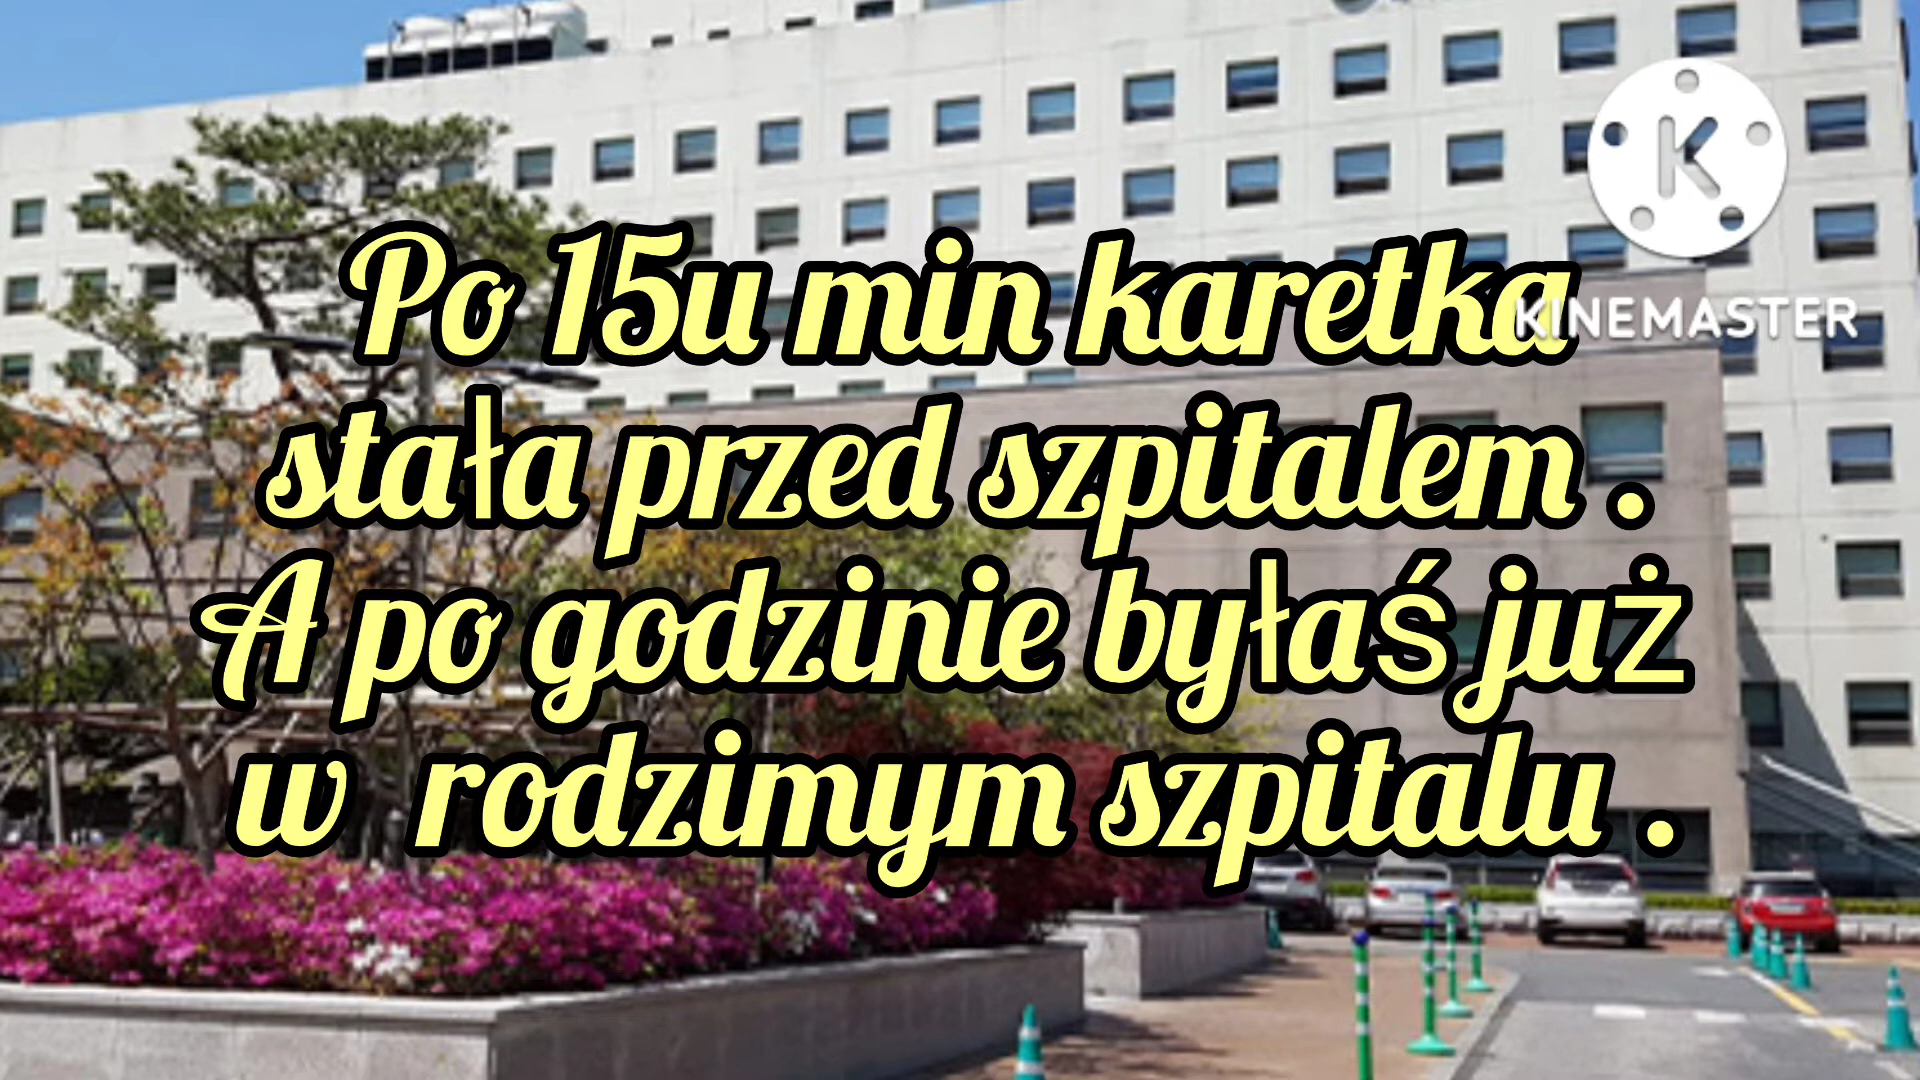 Po 15u min karetka
stała przed szpitalem .
A po godzinie byłaś już
w rodzimym szpitalu .
K
KINEMASTER